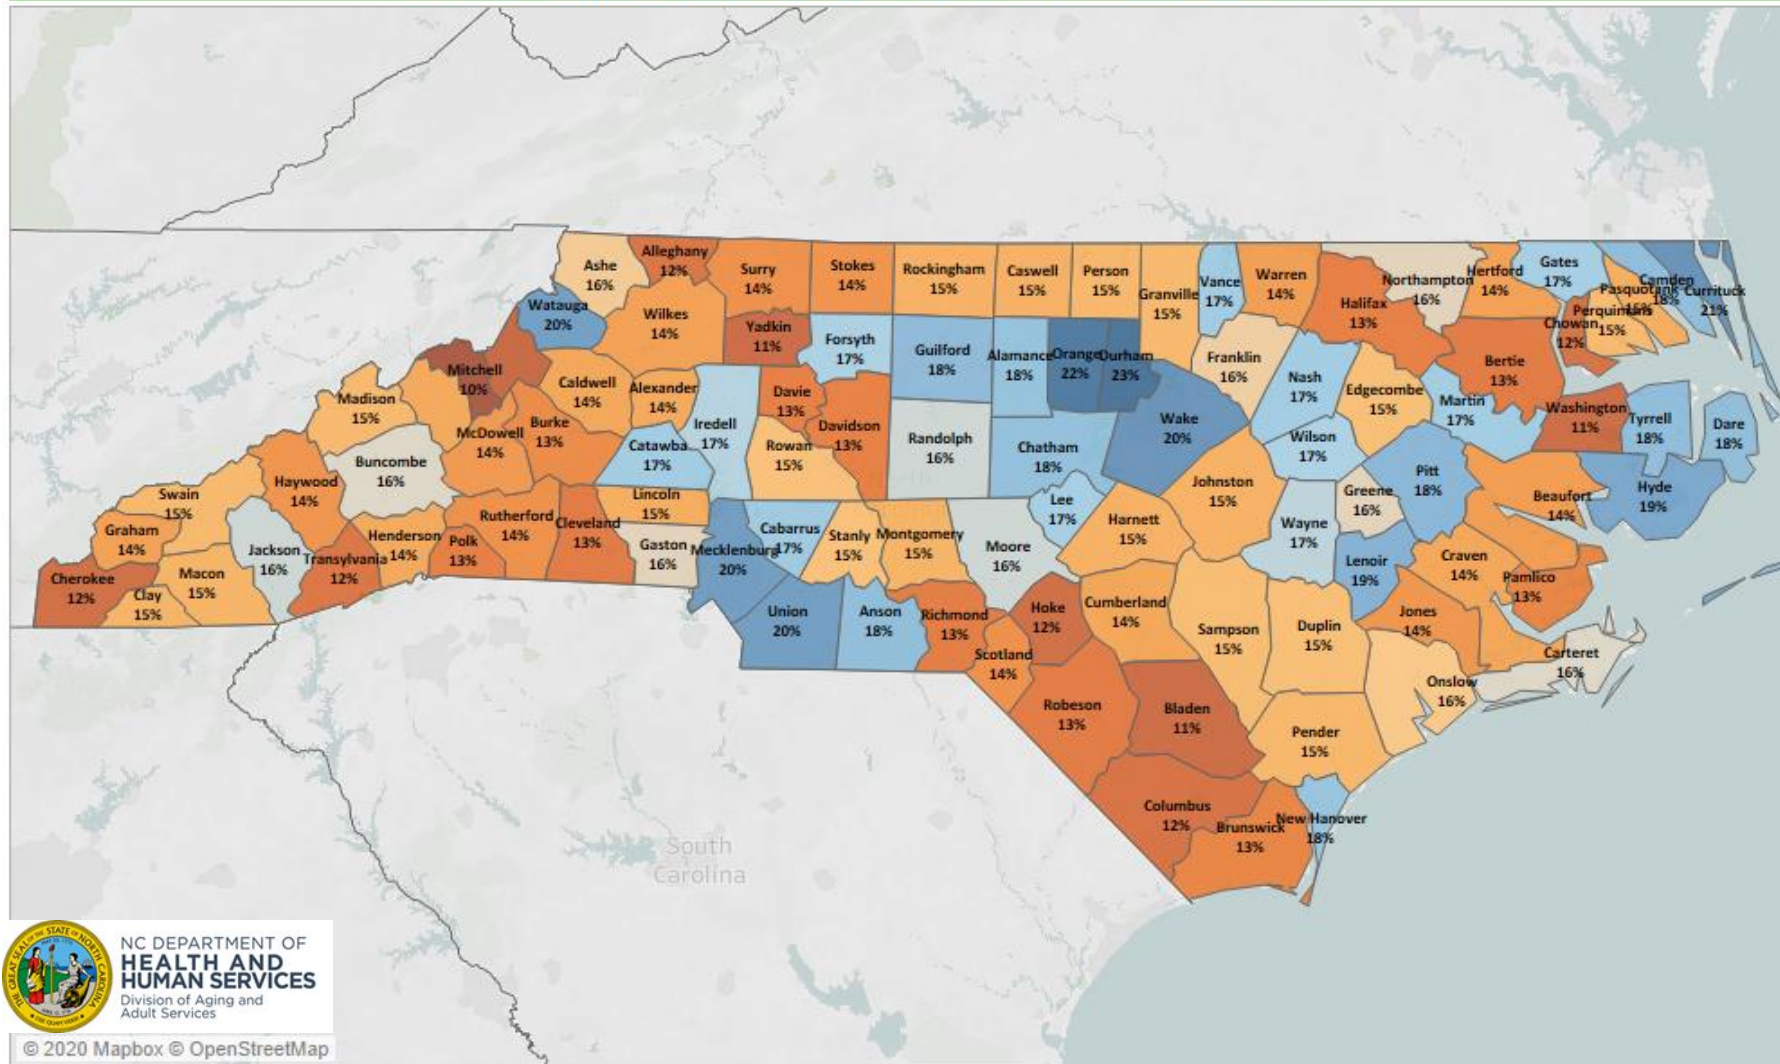 Ashe
16%
Alleghany
12%
Surry
14%
Stokes
14%
Rockingham
15%
Caswell
15%
Person
15%
Granville
15%
Vance
17%
Warren
14%
Halifax
13%
Northampton
16%
Hertford
14%
Gates
17%
Camden
18%
Currituck
21%
Pasquotank
Perquimans
15%
Chowan
12%
Watauga
20%
Wilkes
14%
Yadkin
11%
Forsyth
17%
Guilford
18%
Alamance
18%
Orange
22%
Durham
23%
Franklin
16%
Nash
17%
Edgecombe
15%
Bertie
13%
Martin
17%
Washington
11%
Tyrrell
18%
Dare
18%
Mitchell
10%
Madison
15%
Caldwell
14%
Alexander
14%
Iredell
17%
Davie
13%
Davidson
13%
Randolph
16%
Chatham
18%
Wake
20%
Wilson
17%
Pitt
18%
Beaufort
14%
Hyde
19%
Burke
13%
McDowell
14%
Catawba
17%
Rowan
15%
Buncombe
16%
Haywood
14%
Swain
15%
Graham
14%
Cherokee
12%
Clay
15%
Macon
15%
Jackson
16%
Transylvania
12%
Henderson
14%
Polk
13%
Rutherford
14%
Cleveland
13%
Lincoln
15%
Gaston
16%
Mecklenburg
20%
Cabarrus
17%
Stanly
15%
Montgomery
15%
Moore
16%
Lee
17%
Harnett
15%
Johnston
15%
Wayne
17%
Greene
16%
Lenoir
19%
Craven
14%
Pamlico
13%
Jones
14%
Carteret
16%
Onslow
16%
Duplin
15%
Sampson
15%
Cumberland
14%
Hoke
12%
Richmond
13%
Scotland
14%
Anson
18%
Union
20%
Robeson
13%
Bladen
11%
Pender
15%
Columbus
12%
Brunswick
13%
New Hanover
18%
South
Carolina
NC DEPARTMENT OF
HEALTH AND
HUMAN SERVICES
Division of Aging and
Adult Services
© 2020 Mapbox © OpenStreetMap